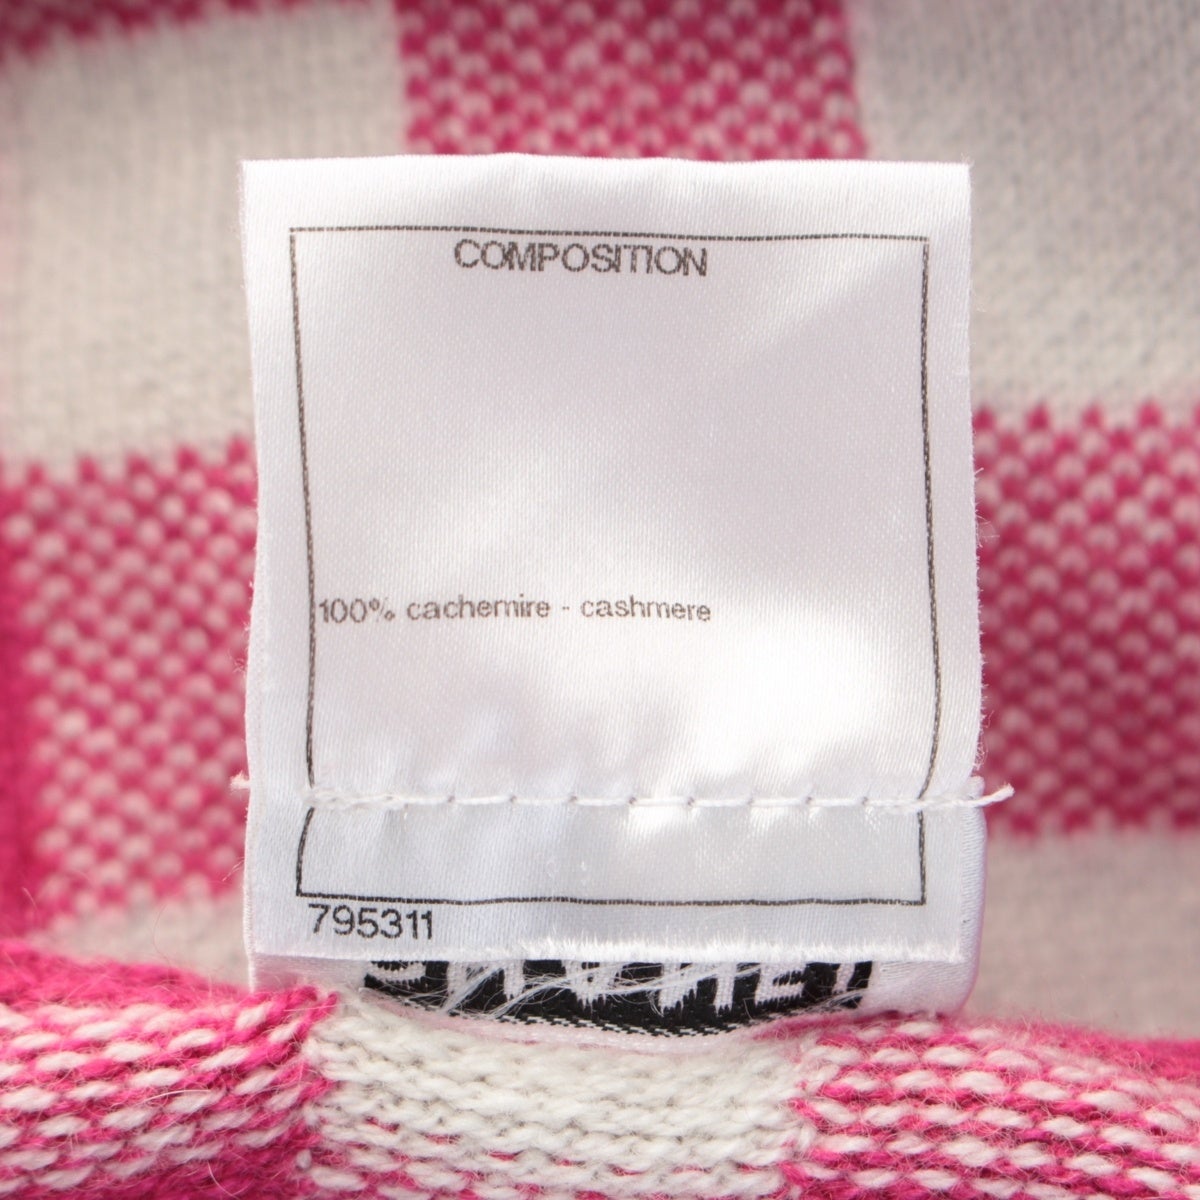 COMPOSITION
100% cachemire - cashmere
795311